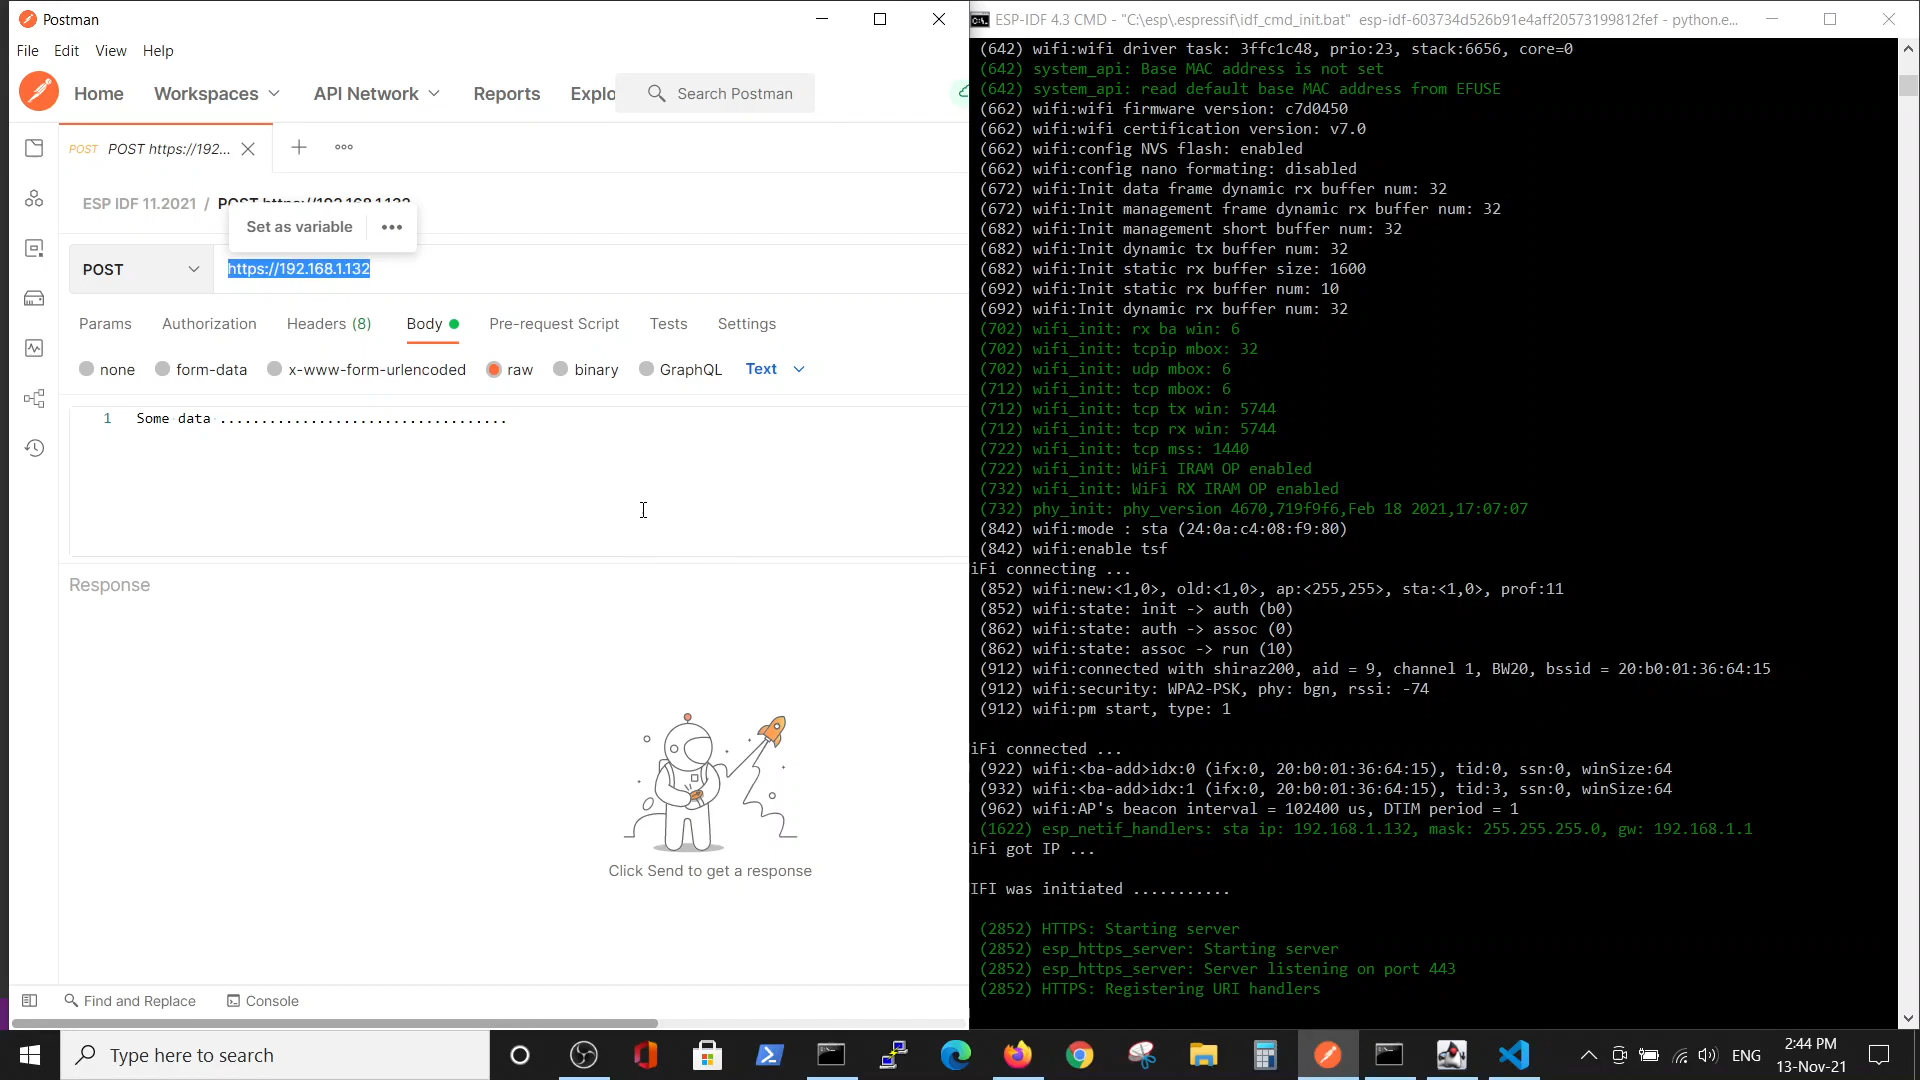 Postman
File Edit View Help
Home Workspaces API Network Reports Explo Search Postman
POST POST https://192...
ESP IDF 11.2021 / POST https://192.168.1.132
Set as variable
POST https://192.168.1.132
Params Authorization Headers (8) Body Pre-request Script Tests Settings
none form-data x-www-form-urlencoded raw binary GraphQL Text
1 Some data ...................................
Response
Click Send to get a response
Find and Replace Console
ESP-IDF 4.3 CMD - "C:\esp\.espressif\idf_cmd_init.bat" esp-idf-603734d526b91e4aff20573199812fef - python.e...
(642) wifi:wifi driver task: 3ffc1c48, prio:23, stack:6656, core=0
(642) system_api: Base MAC address is not set
(642) system_api: read default base MAC address from EFUSE
(662) wifi:wifi firmware version: c7d0450
(662) wifi:wifi certification version: v7.0
(662) wifi:config NVS flash: enabled
(662) wifi:config nano formating: disabled
(672) wifi:Init data frame dynamic rx buffer num: 32
(672) wifi:Init management frame dynamic rx buffer num: 32
(682) wifi:Init management short buffer num: 32
(682) wifi:Init dynamic tx buffer num: 32
(682) wifi:Init static rx buffer size: 1600
(692) wifi:Init static rx buffer num: 10
(692) wifi:Init dynamic rx buffer num: 32
(702) wifi_init: rx ba win: 6
(702) wifi_init: tcpip mbox: 32
(702) wifi_init: udp mbox: 6
(712) wifi_init: tcp mbox: 6
(712) wifi_init: tcp tx win: 5744
(712) wifi_init: tcp rx win: 5744
(722) wifi_init: tcp mss: 1440
(722) wifi_init: WiFi IRAM OP enabled
(732) wifi_init: WiFi RX IRAM OP enabled
(732) phy_init: phy_version 4670,719f9f6,Feb 18 2021,17:07:07
(842) wifi:mode : sta (24:0a:c4:08:f9:80)
(842) wifi:enable tsf
iFi connecting ...
(852) wifi:new:<1,0>, old:<1,0>, ap:<255,255>, sta:<1,0>, prof:11
(852) wifi:state: init -> auth (b0)
(862) wifi:state: auth -> assoc (0)
(862) wifi:state: assoc -> run (10)
(912) wifi:connected with shiraz200, aid = 9, channel 1, BW20, bssid = 20:b0:01:36:64:15
(912) wifi:security: WPA2-PSK, phy: bgn, rssi: -74
(912) wifi:pm start, type: 1
iFi connected ...
(922) wifi:<ba-add>idx:0 (ifx:0, 20:b0:01:36:64:15), tid:0, ssn:0, winSize:64
(932) wifi:<ba-add>idx:1 (ifx:0, 20:b0:01:36:64:15), tid:3, ssn:0, winSize:64
(962) wifi:AP's beacon interval = 102400 us, DTIM period = 1
(1622) esp_netif_handlers: sta ip: 192.168.1.132, mask: 255.255.255.0, gw: 192.168.1.1
iFi got IP ...
IFI was initiated ...........
(2852) HTTPS: Starting server
(2852) esp_https_server: Starting server
(2852) esp_https_server: Server listening on port 443
(2852) HTTPS: Registering URI handlers
Type here to search
ENG
2:44 PM
13-Nov-21